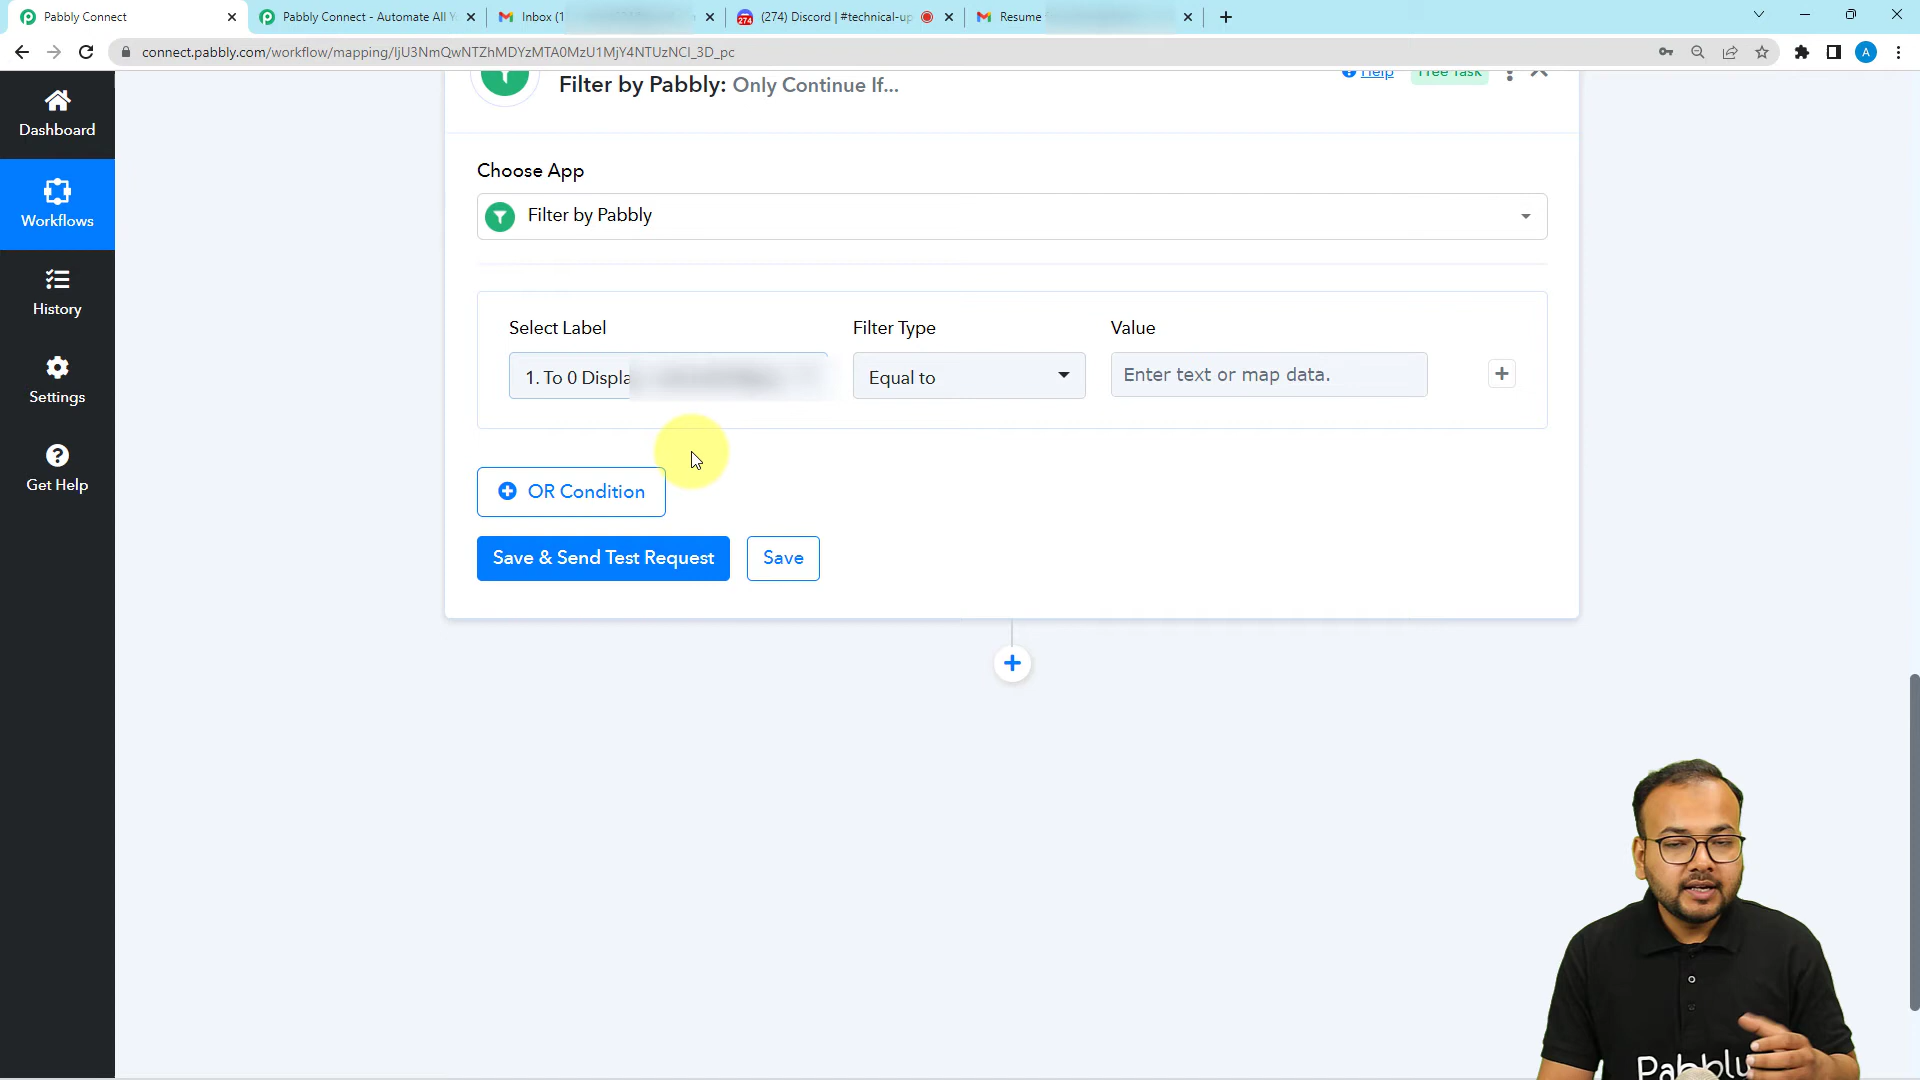 Pabbly Connect
Pabbly Connect - Automate All Y
Inbox (1
(274) Discord | #technical-up
Resume
connect.pabbly.com/workflow/mapping/IjU3NmQwNTZhMDYzMTA0MzU1MjY4NTUzNCI_3D_pc
A
Dashboard
Workflows
History
Settings
Get Help
Filter by Pabbly: Only Continue If...
Help
Free Task
Choose App
Filter by Pabbly
Select Label
Filter Type
Value
1. To 0 Displa
Equal to
Enter text or map data.
OR Condition
Save & Send Test Request
Save
Pabbly